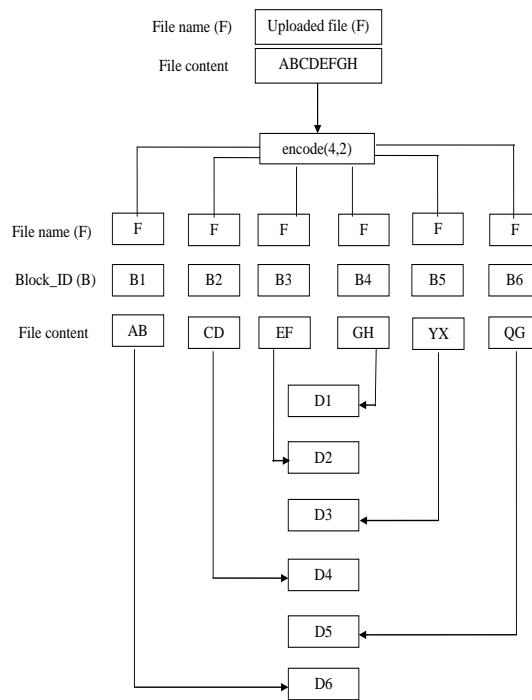 File name (F) Uploaded file (F)
File content ABCDEFGH
encode(4,2)
File name (F) F F F F F F
Block_ID (B) B1 B2 B3 B4 B5 B6
File content AB CD EF GH YX QG
D1
D2
D3
D4
D5
D6